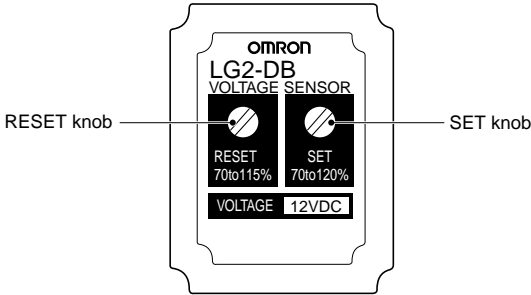 OMRON
LG2-DB
VOLTAGE SENSOR
RESET knob
SET knob
RESET
70to115%
SET
70to120%
VOLTAGE 12VDC